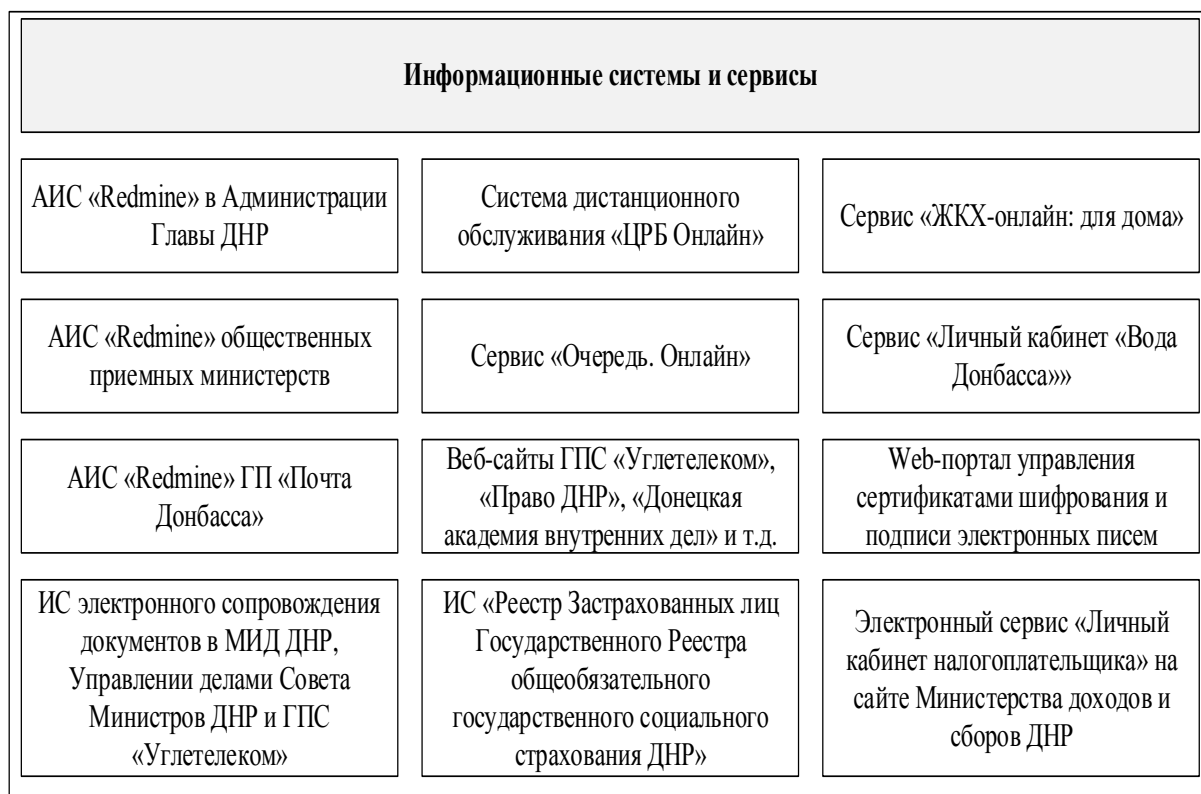 Информационные системы и сервисы
АИС «Redmine» в Администрации
Главы ДНР
Система дистанционного
обслуживания «ЦРБ Онлайн»
Сервис «ЖКХ-онлайн: для дома»
АИС «Redmine» общественных
приемных министерств
Сервис «Очередь. Онлайн»
Сервис «Личный кабинет «Вода
Донбасса»»
АИС «Redmine» ГП «Почта
Донбасса»
Веб-сайты ГПС «Углетелеком»,
«Право ДНР», «Донецкая
академия внутренних дел» и т.д.
Web-портал управления
сертификатами шифрования и
подписи электронных писем
ИС электронного сопровождения
документов в МИД ДНР,
Управлении делами Совета
Министров ДНР и ГПС
«Углетелеком»
ИС «Реестр Застрахованных лиц
Государственного Реестра
общеобязательного
государственного социального
страхования ДНР»
Электронный сервис «Личный
кабинет налогоплательщика» на
сайте Министерства доходов и
сборов ДНР